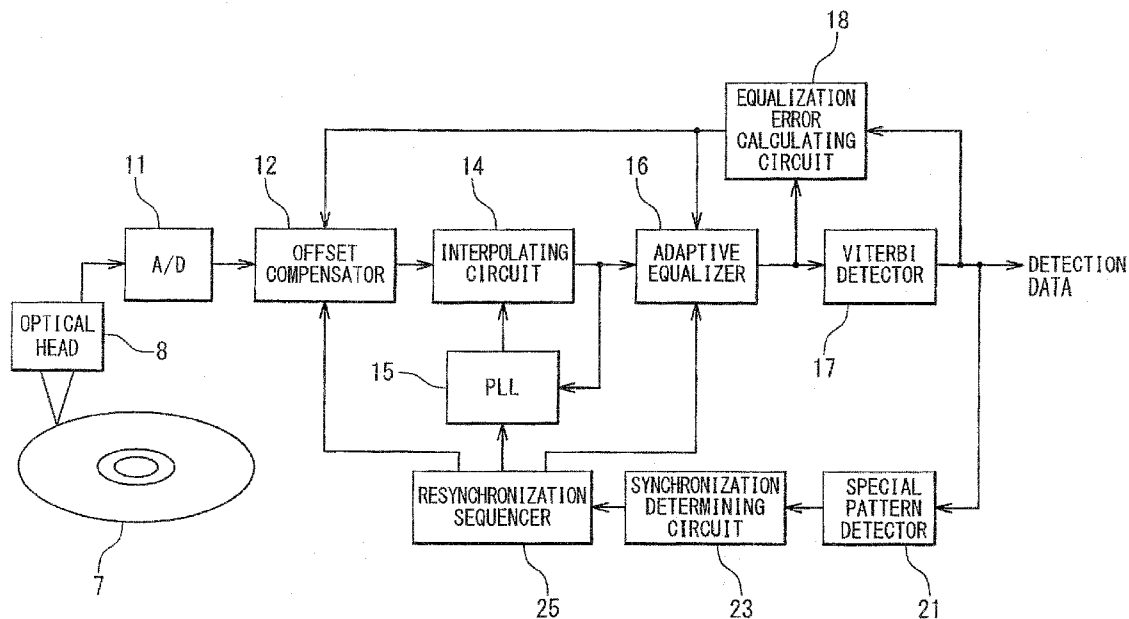 18
EQUALIZATION
ERROR
CALCULATING
CIRCUIT
11
12
14
16
A/D
OFFSET
COMPENSATOR
INTERPOLATING
CIRCUIT
ADAPTIVE
EQUALIZER
VITERBI
DETECTOR
DETECTION
DATA
OPTICAL
HEAD
8
15
PLL
17
RESYNCHRONIZATION
SEQUENCER
SYNCHRONIZATION
DETERMINING
CIRCUIT
SPECIAL
PATTERN
DETECTOR
7
25
23
21